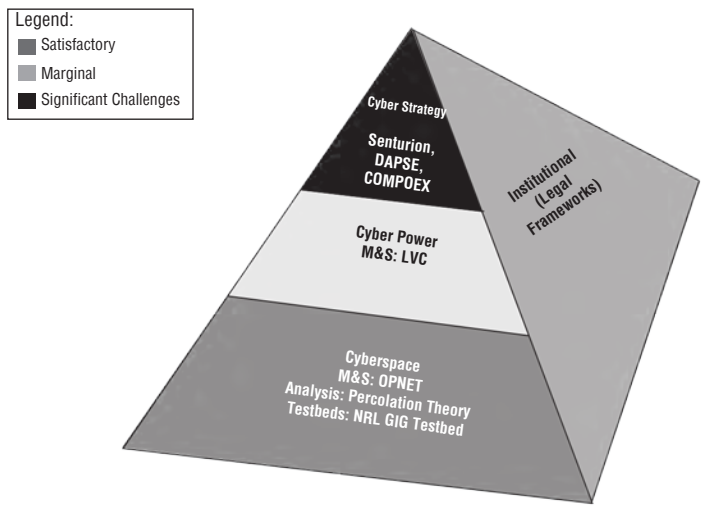 Legend:
Satisfactory
Marginal
Significant Challenges
Cyber Strategy
Senturion,
DAPSE,
COMPOEX
Institutional
(Legal
Frameworks)
Cyber Power
M&S: LVC
Cyberspace
M&S: OPNET
Analysis: Percolation Theory
Testbeds: NRL GIG Testbed